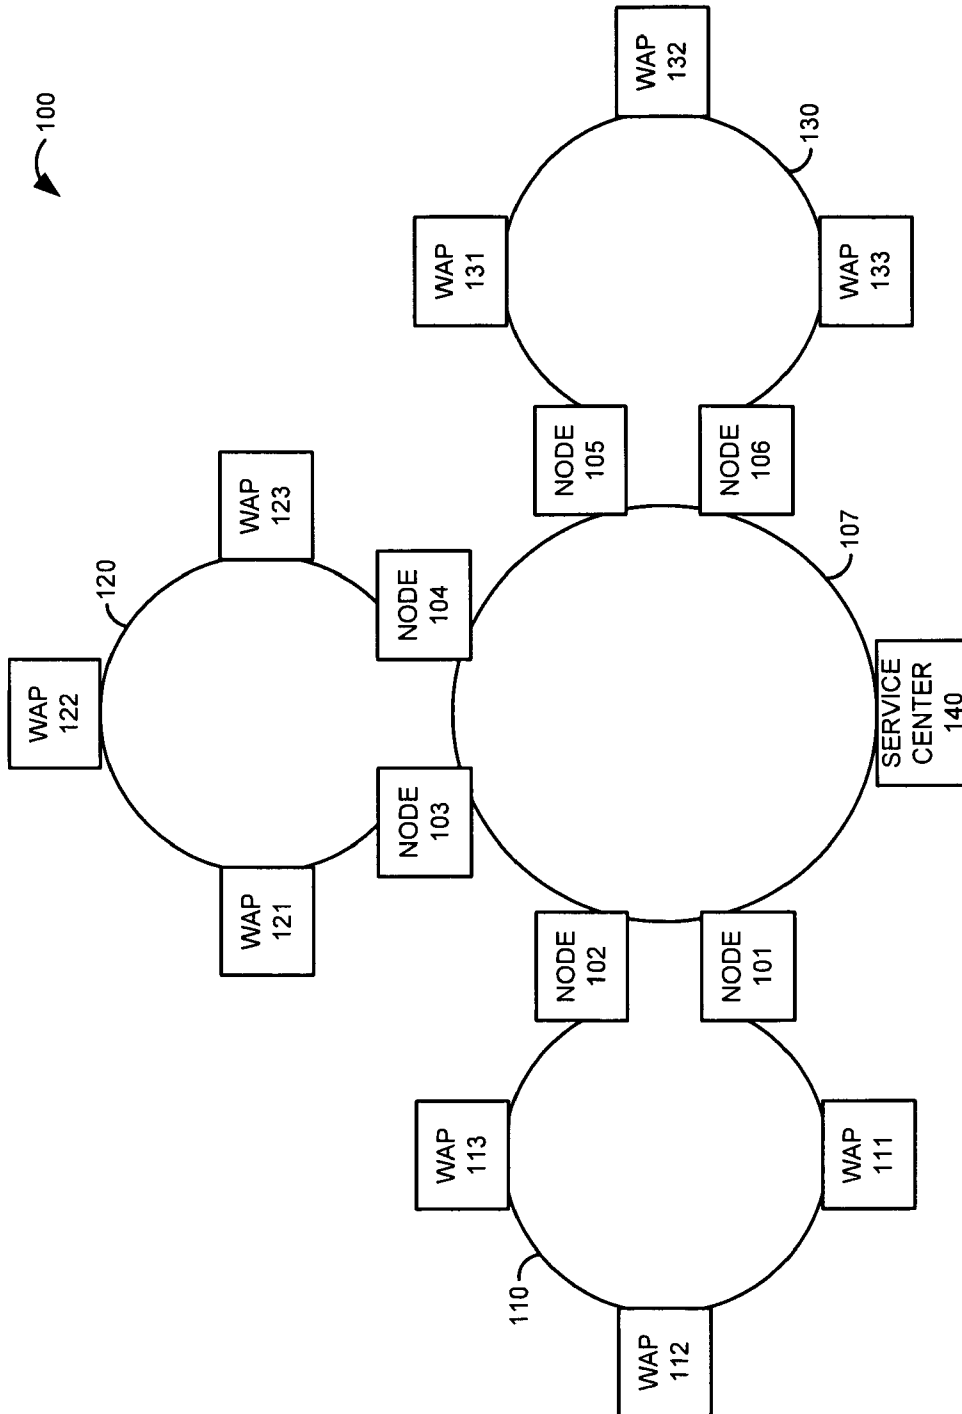 100
WAP
132
130
WAP
131
WAP
133
NODE
105
NODE
106
WAP
123
120
WAP
122
NODE
104
107
NODE
103
WAP
121
SERVICE
CENTER
140
NODE
102
NODE
101
WAP
113
WAP
111
110
WAP
112